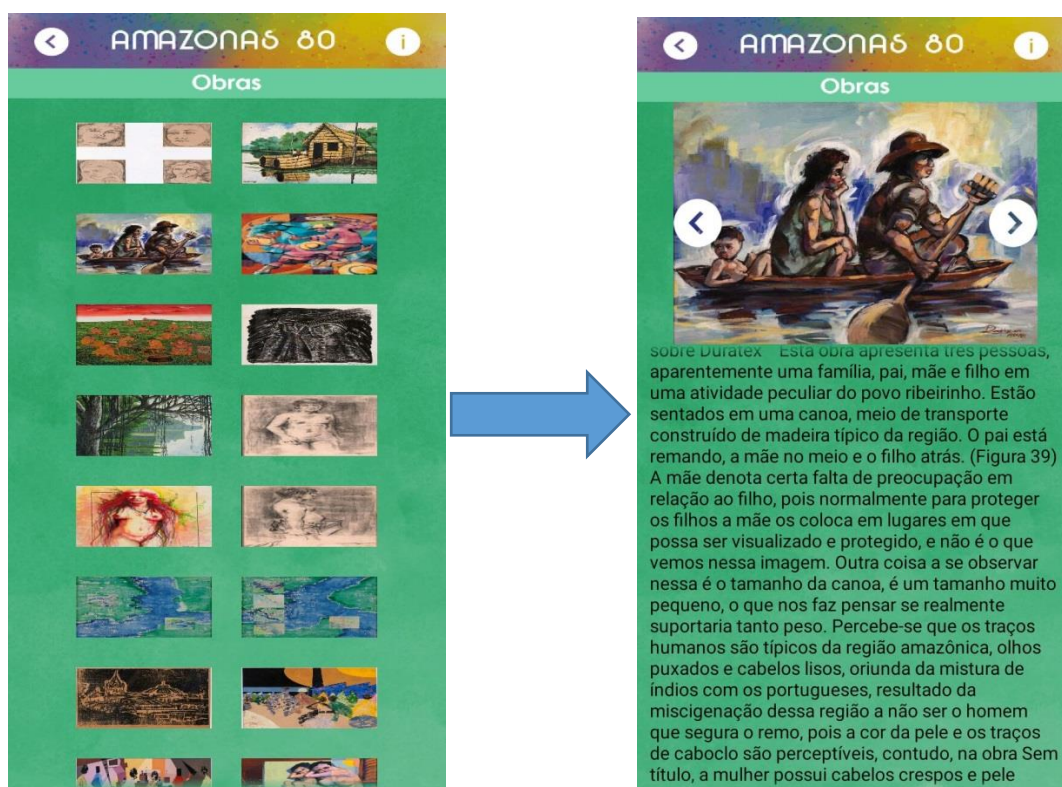 AMAZONAS 80
Obras
AMAZONAS 80
Obras
sobre Duratex Esta obra apresenta três pessoas,
aparentemente uma família, pai, mãe e filho em
uma atividade peculiar do povo ribeirinho. Estão
sentados em uma canoa, meio de transporte
construído de madeira típico da região. O pai está
remando, a mãe no meio e o filho atrás. (Figura 39)
A mãe denota certa falta de preocupação em
relação ao filho, pois normalmente para proteger
os filhos a mãe os coloca em lugares em que
possa ser visualizado e protegido, e não é o que
vemos nessa imagem. Outra coisa a se observar
nessa é o tamanho da canoa, é um tamanho muito
pequeno, o que nos faz pensar se realmente
suportaria tanto peso. Percebe-se que os traços
humanos são típicos da região amazônica, olhos
puxados e cabelos lisos, oriunda da mistura de
índios com os portugueses, resultado da
miscigenação dessa região a não ser o homem
que segura o remo, pois a cor da pele e os traços
de caboclo são perceptíveis, contudo, na obra Sem
título, a mulher possui cabelos crespos e pele